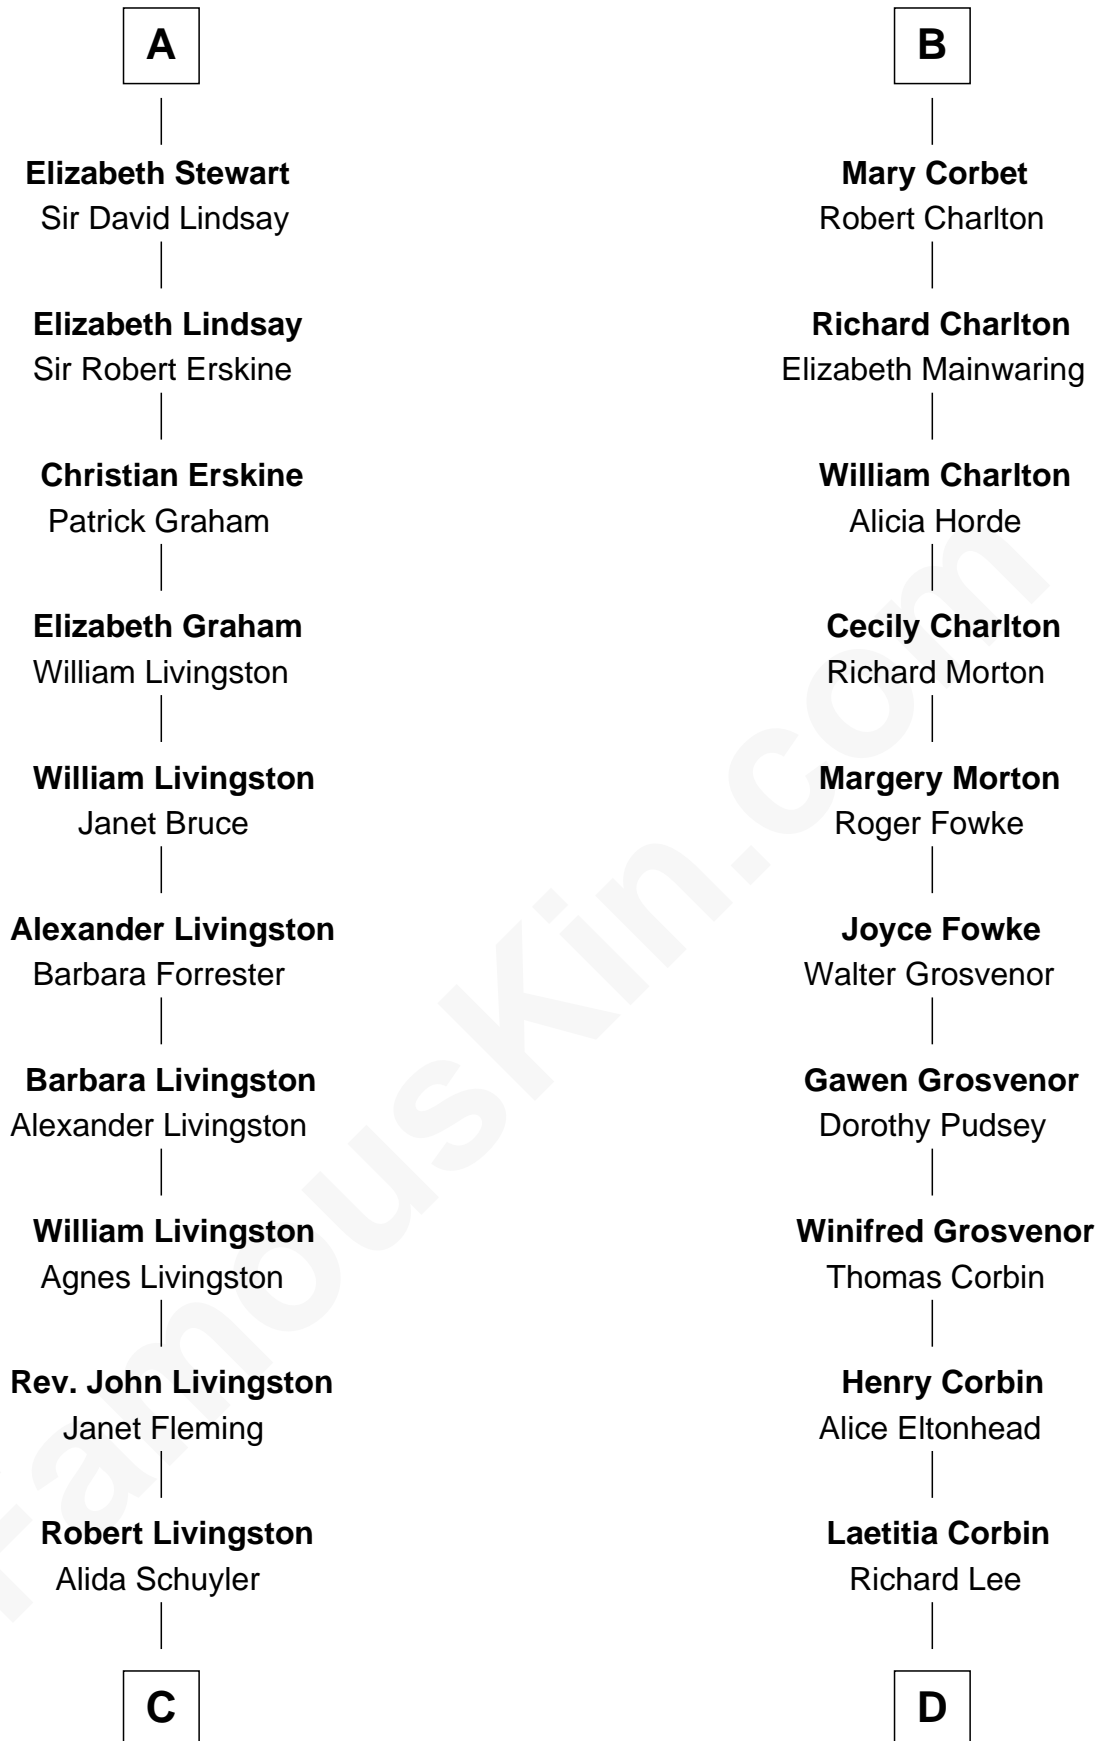 A
Elizabeth Stewart
Sir David Lindsay
Elizabeth Lindsay
Sir Robert Erskine
Christian Erskine
Patrick Graham
Elizabeth Graham
William Livingston
William Livingston
Janet Bruce
Alexander Livingston
Barbara Forrester
Barbara Livingston
Alexander Livingston
William Livingston
Agnes Livingston
Rev. John Livingston
Janet Fleming
Robert Livingston
Alida Schuyler
C
B
Mary Corbet
Robert Charlton
Richard Charlton
Elizabeth Mainwaring
William Charlton
Alicia Horde
Cecily Charlton
Richard Morton
Margery Morton
Roger Fowke
Joyce Fowke
Walter Grosvenor
Gawen Grosvenor
Dorothy Pudsey
Winifred Grosvenor
Thomas Corbin
Henry Corbin
Alice Eltonhead
Laetitia Corbin
Richard Lee
D
FamousKin.com